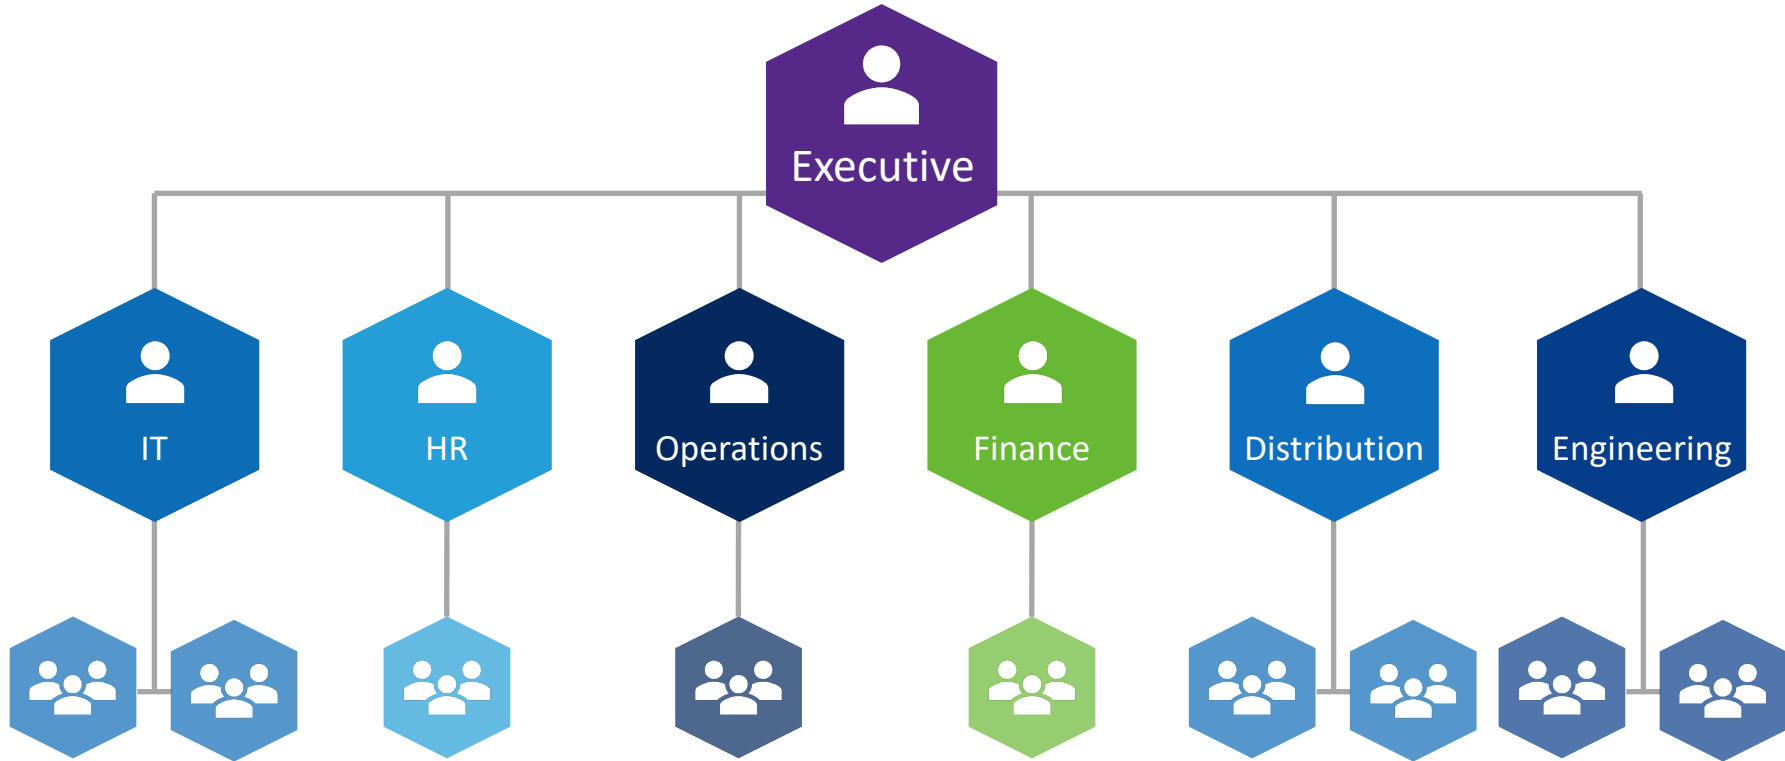 Executive
IT
HR
Operations
Finance
Distribution
Engineering